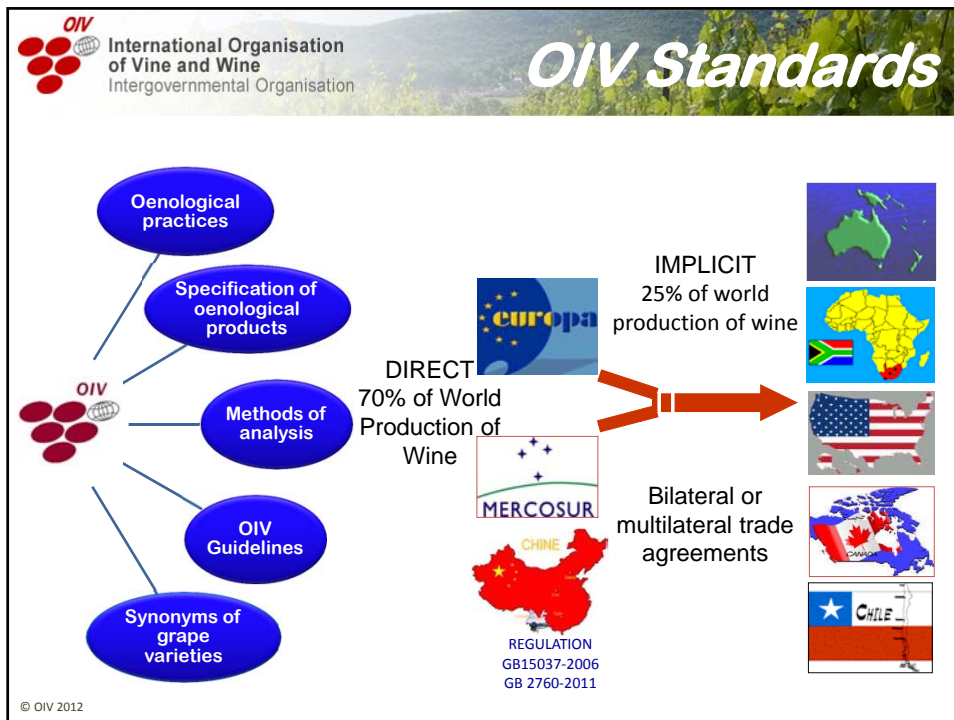 OIV
International Organisation
of Vine and Wine
Intergovernmental Organisation
OIV Standards
Oenological
practices
Specification of
oenological
products
OIV
Methods of
analysis
OIV
Guidelines
Synonyms of
grape
varieties
DIRECT
70% of World
Production of
Wine
europa
MERCOSUR
CHINE
REGULATION
GB15037-2006
GB 2760-2011
IMPLICIT
25% of world
production of wine
Bilateral or
multilateral trade
agreements
CANADA
CHILE
© OIV 2012